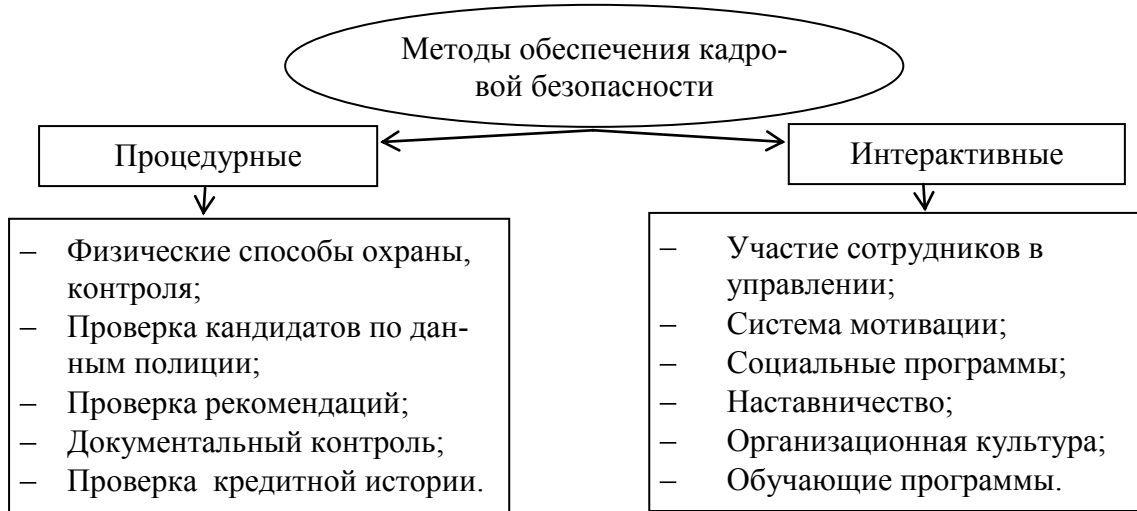 Методы обеспечения кадро-
вой безопасности
Процедурные
Интерактивные
– Физические способы охраны,
контроля;
– Проверка кандидатов по дан-
ным полиции;
– Проверка рекомендаций;
– Документальный контроль;
– Проверка кредитной истории.
– Участие сотрудников в
управлении;
– Система мотивации;
– Социальные программы;
– Наставничество;
– Организационная культура;
– Обучающие программы.